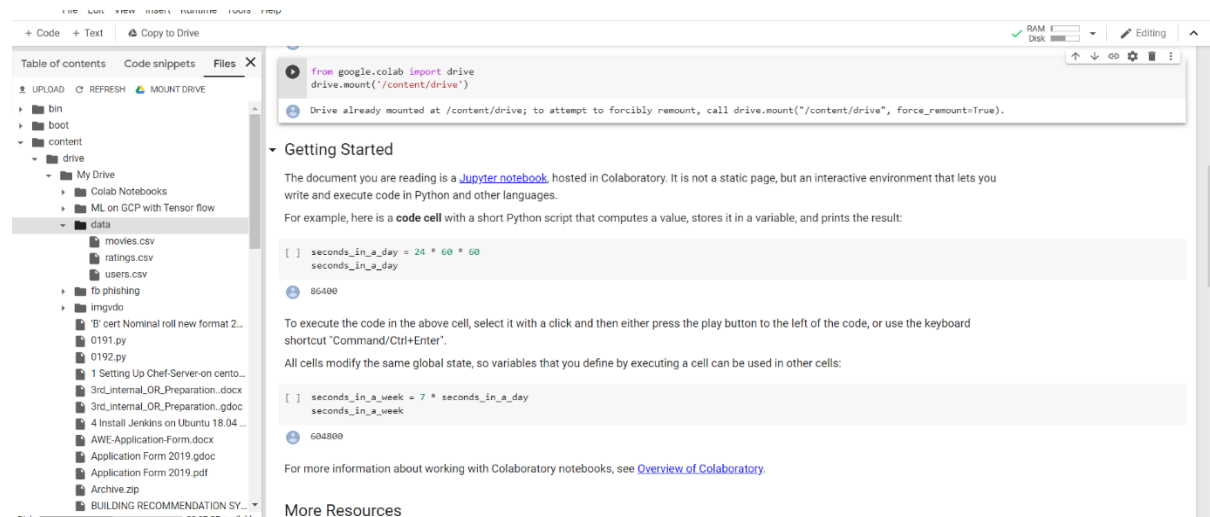 File Edit View Insert Runtime Tools Help
+ Code + Text Copy to Drive
RAM
Disk
Editing
Table of contents Code snippets Files X
UPLOAD REFRESH MOUNT DRIVE
bin
boot
content
drive
My Drive
Colab Notebooks
ML on GCP with Tensor flow
data
movies.csv
ratings.csv
users.csv
fb phishing
imgvdo
'B' cert Nominal roll new format 2...
0191.py
0192.py
1 Setting Up Chef-Server-on cento...
3rd_internal_OR_Preparation..docx
3rd_internal_OR_Preparation..gdoc
4 Install Jenkins on Ubuntu 18.04 ...
AWE-Application-Form.docx
Application Form 2019.gdoc
Application Form 2019.pdf
Archive.zip
BUILDING RECOMMENDATION SY...
from google.colab import drive
drive.mount('/content/drive')
Drive already mounted at /content/drive; to attempt to forcibly remount, call drive.mount("/content/drive", force_remount=True).
Getting Started
The document you are reading is a Jupyter notebook, hosted in Colaboratory. It is not a static page, but an interactive environment that lets you
write and execute code in Python and other languages.
For example, here is a code cell with a short Python script that computes a value, stores it in a variable, and prints the result:
[ ] seconds_in_a_day = 24 * 60 * 60
seconds_in_a_day
86400
To execute the code in the above cell, select it with a click and then either press the play button to the left of the code, or use the keyboard
shortcut "Command/Ctrl+Enter".
All cells modify the same global state, so variables that you define by executing a cell can be used in other cells:
[ ] seconds_in_a_week = 7 * seconds_in_a_day
seconds_in_a_week
604800
For more information about working with Colaboratory notebooks, see Overview of Colaboratory.
More Resources